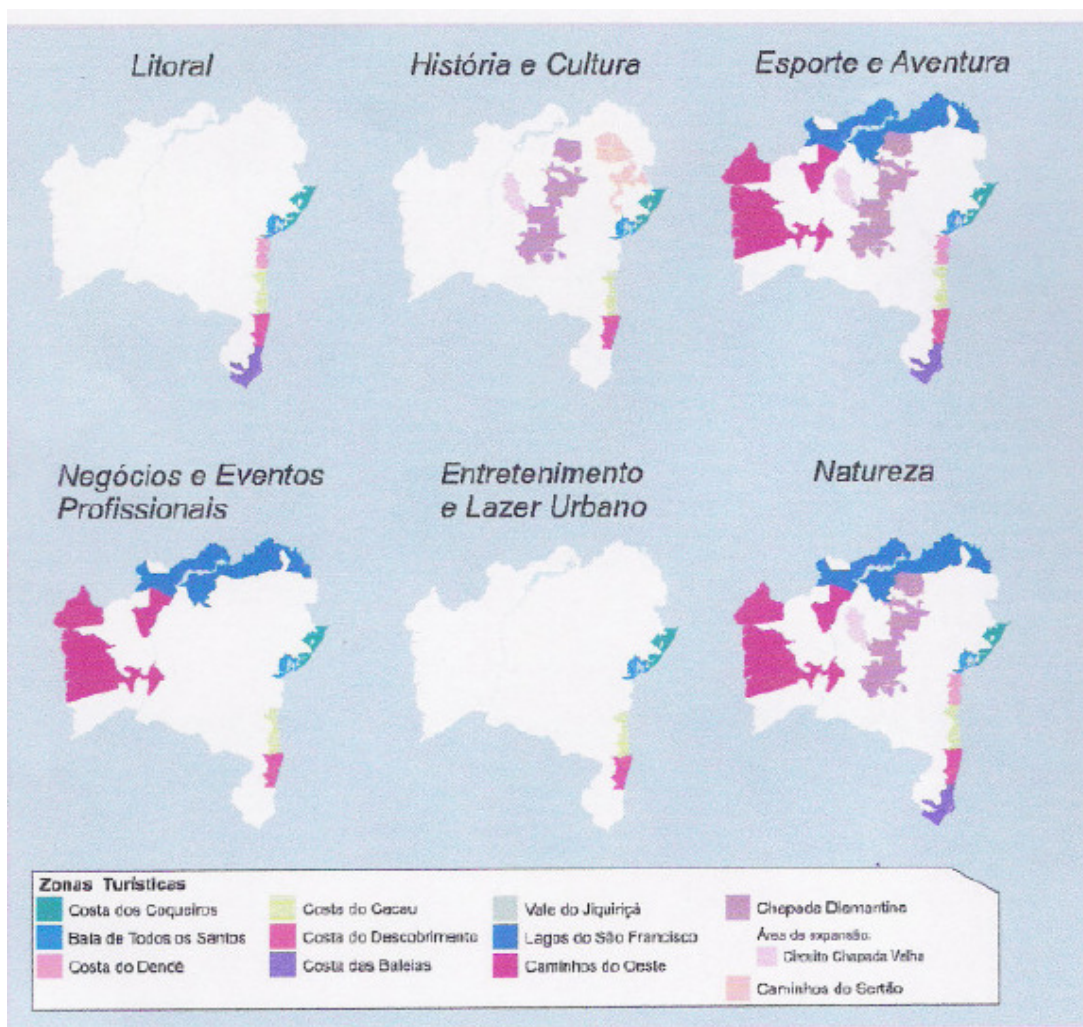 Litoral
História e Cultura
Esporte e Aventura
Negócios e Eventos
Profissionais
Entretenimento
e Lazer Urbano
Natureza
Zonas Turísticas
Costa dos Coqueiros
Baía de Todos os Santos
Costa do Dendê
Costa do Cacau
Costa do Descobrimento
Costa das Baleias
Vale do Jiquiriçá
Lagos do São Francisco
Caminhos do Oeste
Chapada Diamantina
Área de expansão:
Circuito Chapada Velha
Caminhos do Sertão